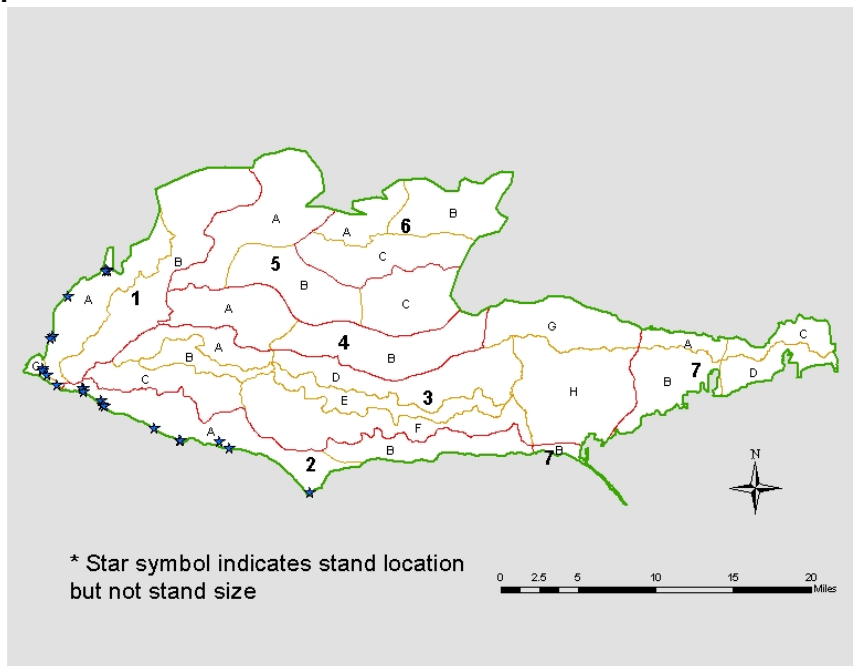 B
A
6
A
B
C
5
B
A
1
C
A
4
G
A
A
C
B
B
7
D
G
C
D
3
B
E
H
F
A
2
B
7
B
N
* Star symbol indicates stand location
but not stand size
0 2.5 5 10 15 20
Miles